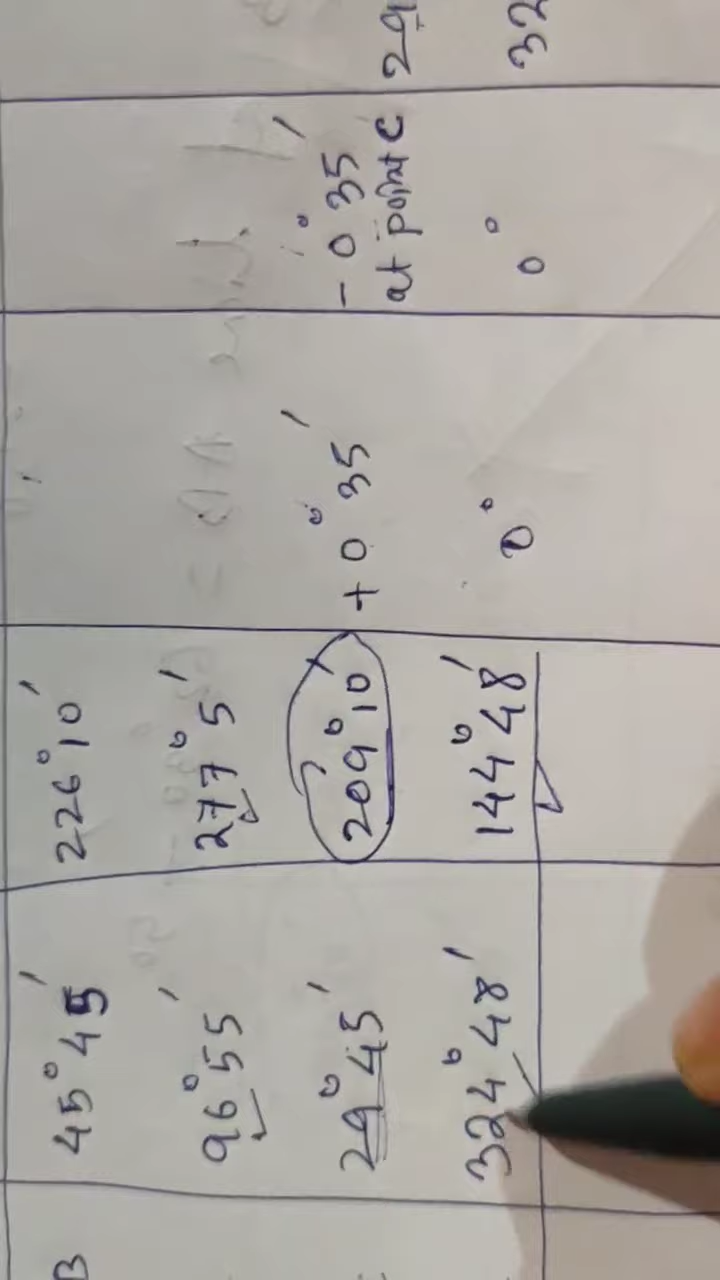 B 45° 45' 226° 10'
96° 55' 277° 5'
29° 45' 209° 10' + 0° 35' - 0° 35' 29
at point C
324° 48' 144° 48' 0° 0° 32